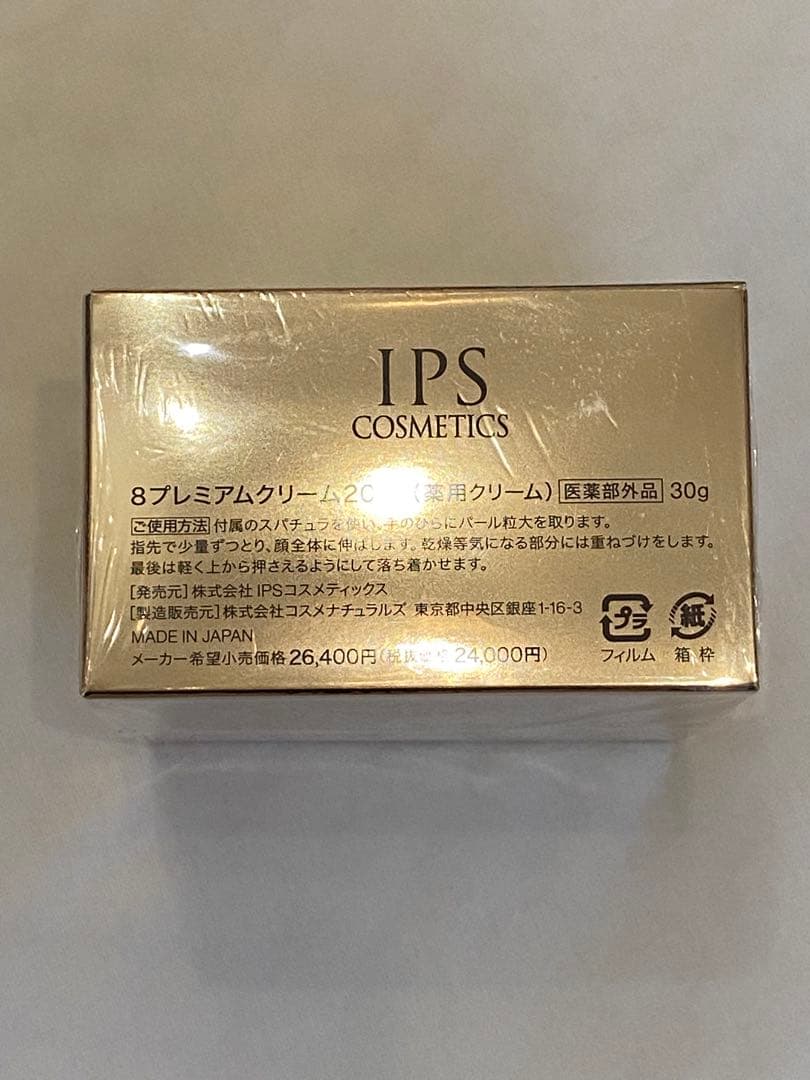 IPS
COSMETICS
8プレミアムクリーム （薬用クリーム） 医薬部外品 30g
ご使用方法 付属のスパチュラを使い、手のひらにパール粒大を取ります。
指先で少量ずつとり、顔全体に伸ばします。乾燥等気になる部分には重ねづけをします。
最後は軽く上から押さえるようにして落ち着かせます。
[発売元] 株式会社 IPSコスメティックス
[製造販売元] 株式会社コスメナチュラルズ 東京都中央区銀座1-16-3
MADE IN JAPAN
メーカー希望小売価格 26,400円(税抜価格 24,000円)
プラ
フィルム
紙
箱 枠